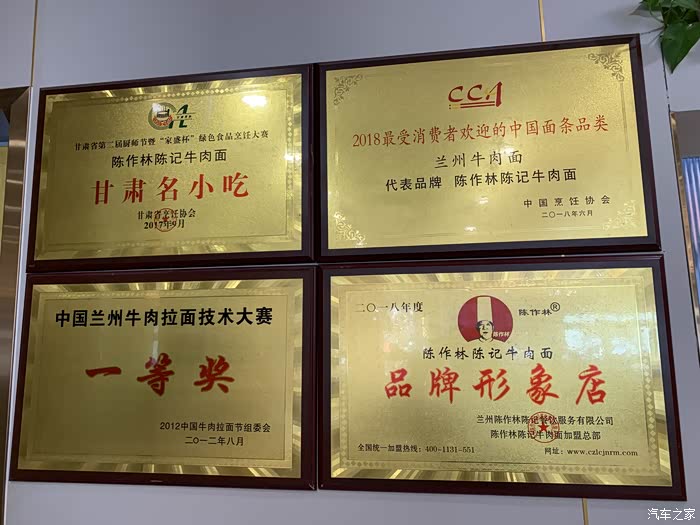 甘肃省第二届厨师节暨“家盛杯”绿色食品烹饪大赛
陈作林陈记牛肉面
甘肃名小吃
甘肃省烹饪协会
2017年9月
CCA
2018最受消费者欢迎的中国面条品类
兰州牛肉面
代表品牌 陈作林陈记牛肉面
中国烹饪协会
二〇一八年六月
中国兰州牛肉拉面技术大赛
一等奖
2012中国牛肉拉面节组委会
二〇一二年八月
二〇一八年度
陈作林
陈作林®
陈作林陈记牛肉面
品牌形象店
兰州陈作林陈记餐饮服务有限公司
陈作林陈记牛肉面加盟总部
全国统一加盟热线:400-1131-551
网址:www.czlcjnrm.com
汽车之家